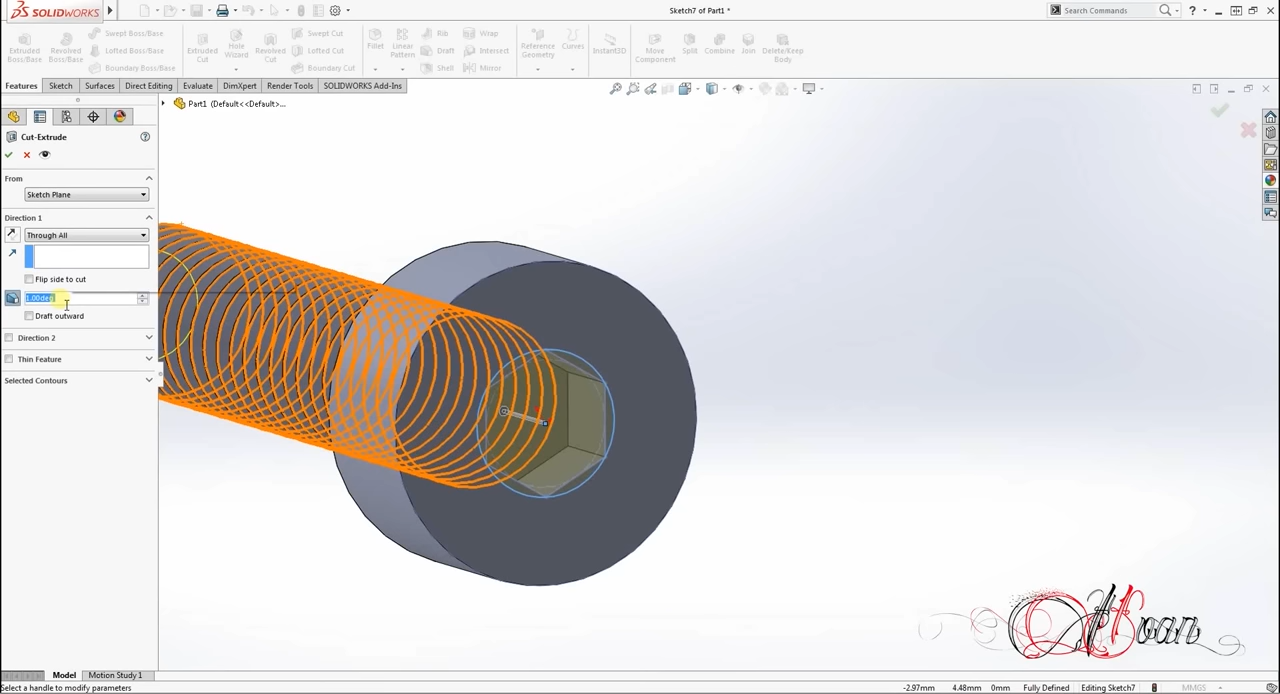 SOLIDWORKS
Sketch7 of Part1 *
Search Commands
Extruded Boss/Base
Revolved Boss/Base
Swept Boss/Base
Lofted Boss/Base
Boundary Boss/Base
Extruded Cut
Hole Wizard
Revolved Cut
Swept Cut
Lofted Cut
Boundary Cut
Fillet
Linear Pattern
Rib
Draft
Shell
Wrap
Intersect
Mirror
Reference Geometry
Curves
Instant3D
Move Component
Split
Combine
Join
Delete/Keep Body
Features
Sketch
Surfaces
Direct Editing
Evaluate
DimXpert
Render Tools
SOLIDWORKS Add-Ins
Part1 (Default<<Default>...
Cut-Extrude
From
Sketch Plane
Direction 1
Through All
Flip side to cut
1.00deg
Draft outward
Direction 2
Thin Feature
Selected Contours
Model
Motion Study 1
Select a handle to modify parameters
-2.97mm
4.48mm
0mm
Fully Defined
Editing Sketch7
MMGS